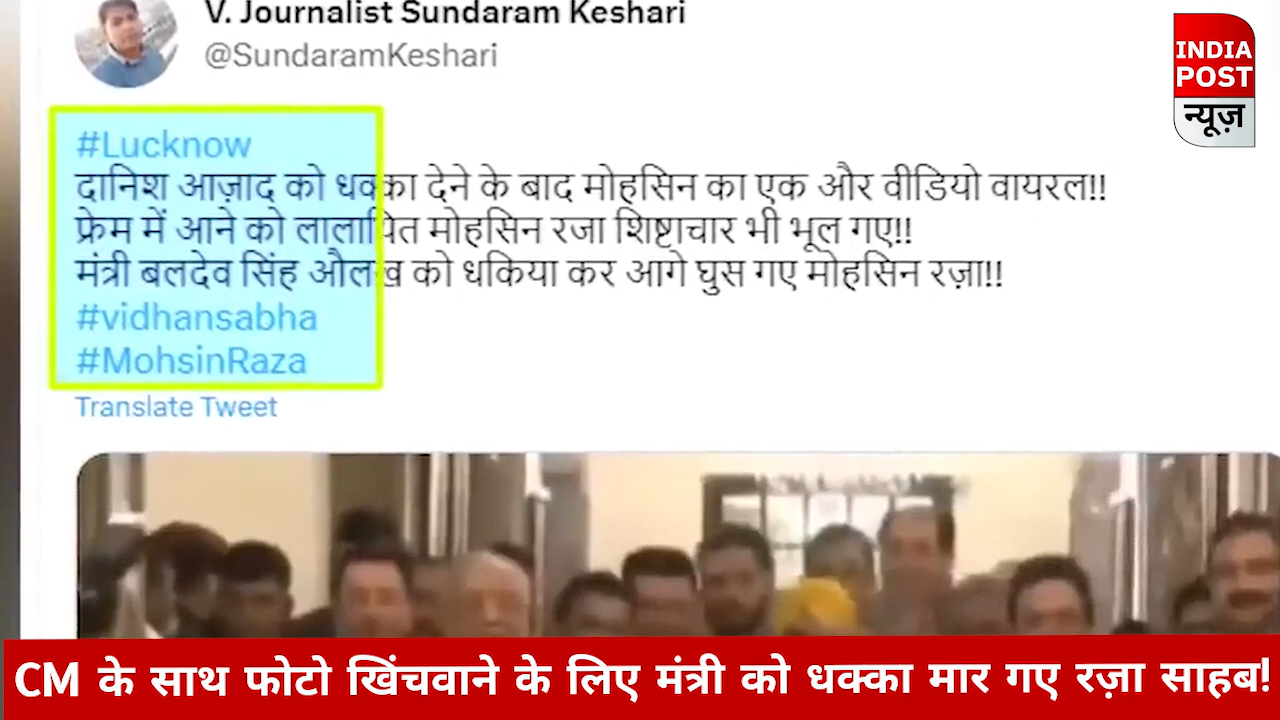 V. Journalist Sundaram Keshari
@SundaramKeshari
INDIA
POST
न्यूज़
#Lucknow
दानिश आज़ाद को धक्का देने के बाद मोहसिन का एक और वीडियो वायरल!!
फ्रेम में आने को लालायित मोहसिन रजा शिष्टाचार भी भूल गए!!
मंत्री बलदेव सिंह औलख को धकिया कर आगे घुस गए मोहसिन रज़ा!!
#vidhansabha
#MohsinRaza
Translate Tweet
CM के साथ फोटो खिंचवाने के लिए मंत्री को धक्का मार गए रज़ा साहब!